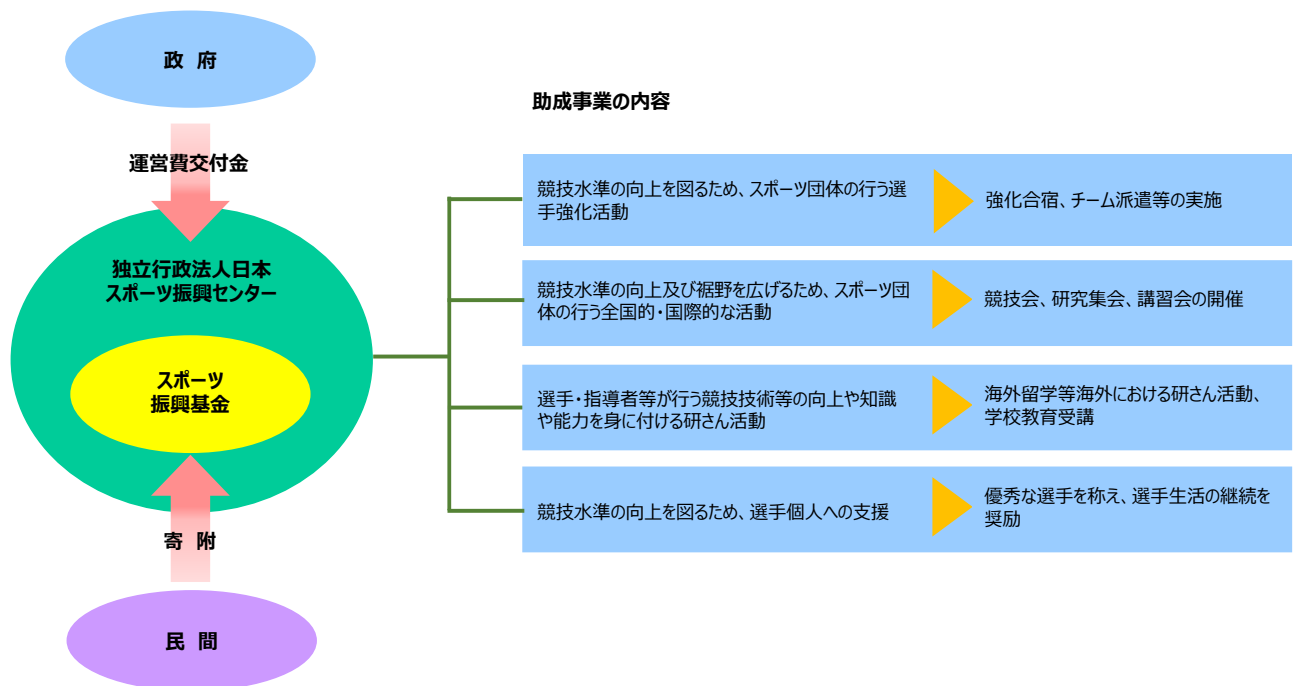 政 府
運営費交付金
独立行政法人日本
スポーツ振興センター
スポーツ
振興基金
寄 附
民 間
助成事業の内容
競技水準の向上を図るため、スポーツ団体の行う選
手強化活動
強化合宿、チーム派遣等の実施
競技水準の向上及び裾野を広げるため、スポーツ団
体の行う全国的・国際的な活動
競技会、研究集会、講習会の開催
選手・指導者等が行う競技技術等の向上や知識
や能力を身に付ける研さん活動
海外留学等海外における研さん活動、
学校教育受講
競技水準の向上を図るため、選手個人への支援
優秀な選手を称え、選手生活の継続を
奨励